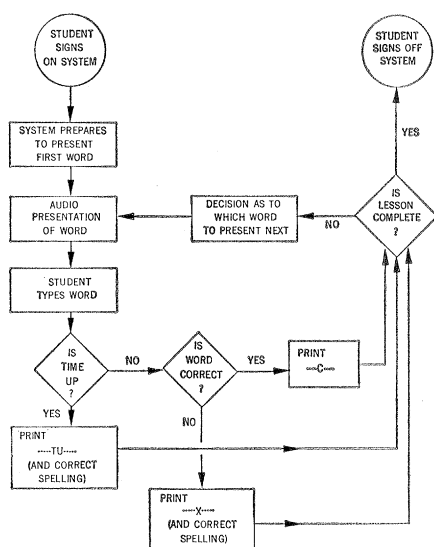 STUDENT
SIGNS
ON SYSTEM
STUDENT
SIGNS OFF
SYSTEM
YES
SYSTEM PREPARES
TO PRESENT
FIRST WORD
AUDIO
PRESENTATION
OF WORD
DECISION AS TO
WHICH WORD
TO PRESENT NEXT
NO
IS
LESSON
COMPLETE
?
STUDENT
TYPES WORD
IS
TIME
UP
?
NO
IS
WORD
CORRECT
?
YES
PRINT
----C----
YES
NO
PRINT
-----TU-----
(AND CORRECT
SPELLING)
PRINT
-----X-----
(AND CORRECT
SPELLING)